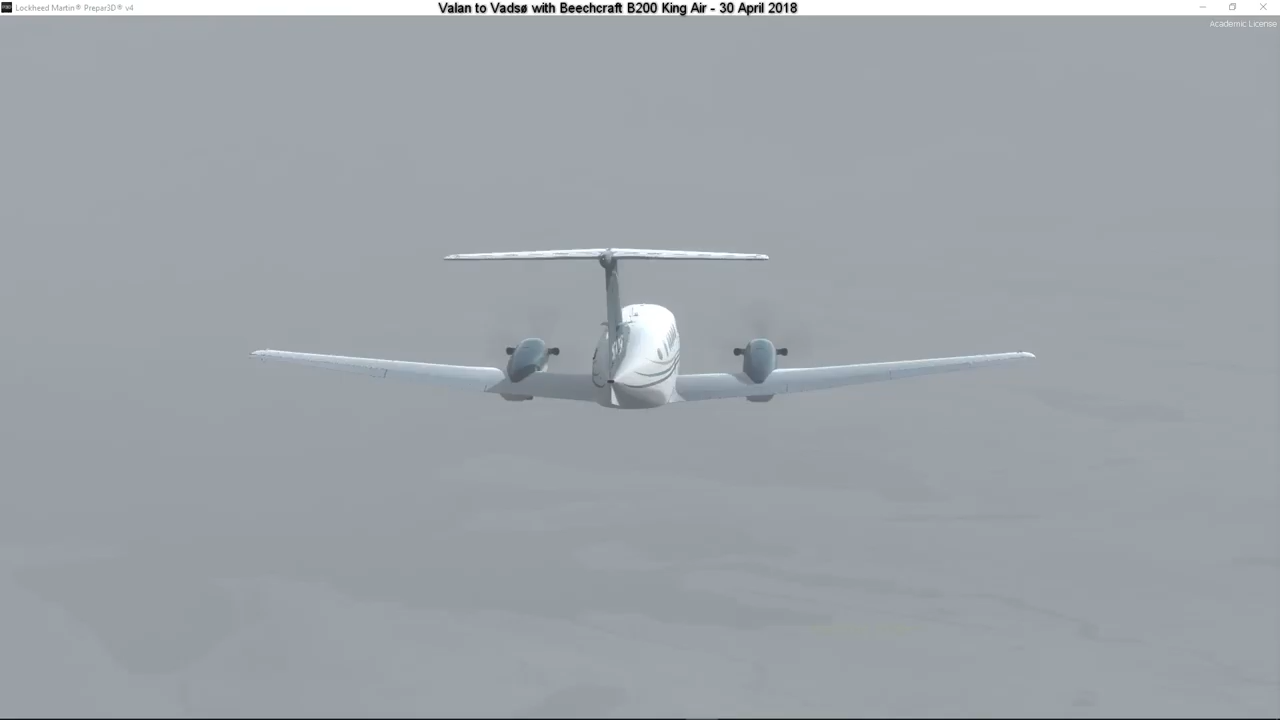 Lockheed Martin® Prepar3D® v4
Valan to Vadsø with Beechcraft B200 King Air - 30 April 2018
Academic License